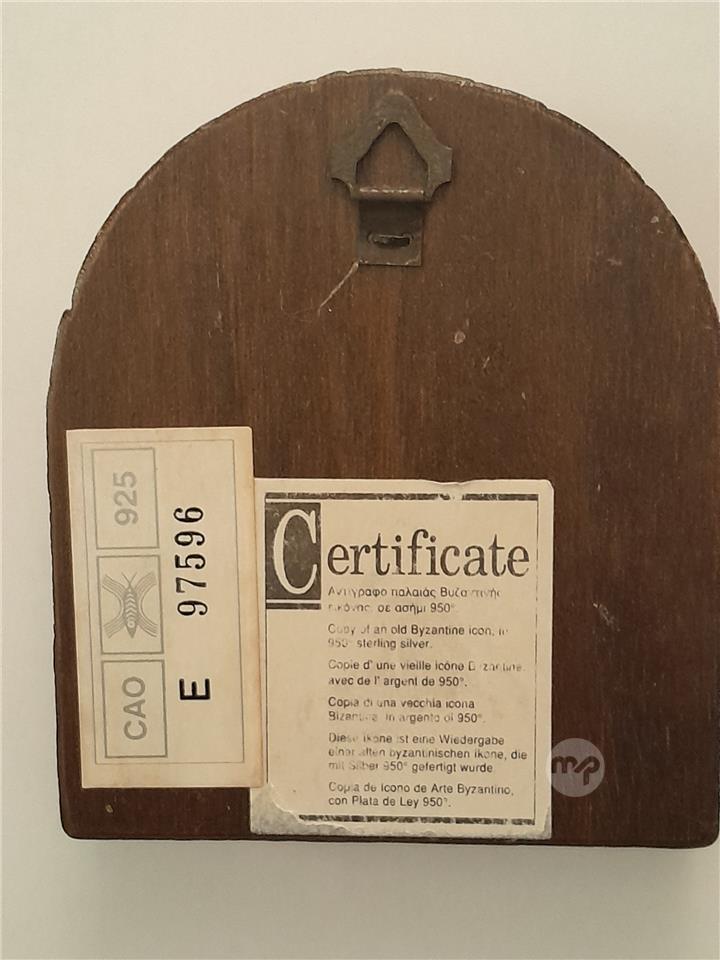 925
CAO
E 97596
Certificate
Αντίγραφο παλαιάς Βυζαντινής
εικόνας, σε ασήμι 950°.
Copy of an old Byzantine icon, in
950° sterling silver.
Copie d' une vieille icône Byzantine,
avec de l' argent de 950°.
Copia di una vecchia icona
Bizantina in argento di 950°.
Diese Ikone ist eine Wiedergabe
einer alten byzantinischen Ikone, die
mit Silber 950° gefertigt wurde.
Copia de Icono de Arte Byzantino,
con Plata de Ley 950°.
mp